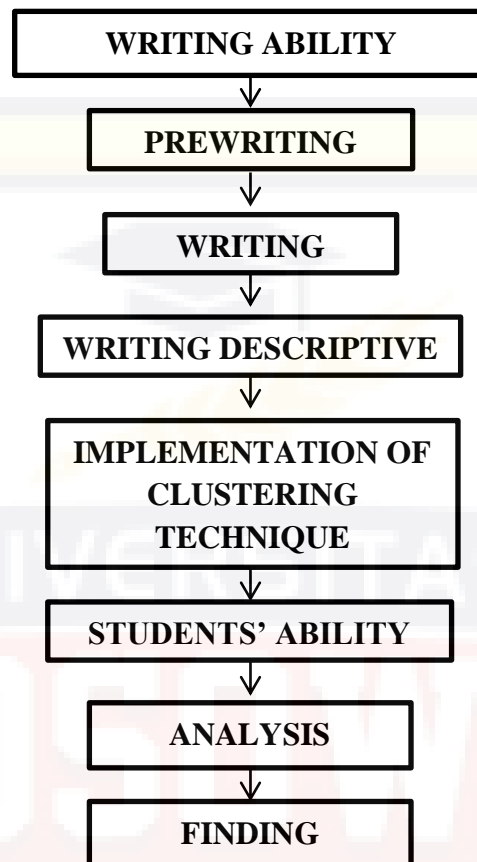 WRITING ABILITY
PREWRITING
WRITING
WRITING DESCRIPTIVE
IMPLEMENTATION OF
CLUSTERING
TECHNIQUE
STUDENTS’ ABILITY
ANALYSIS
FINDING